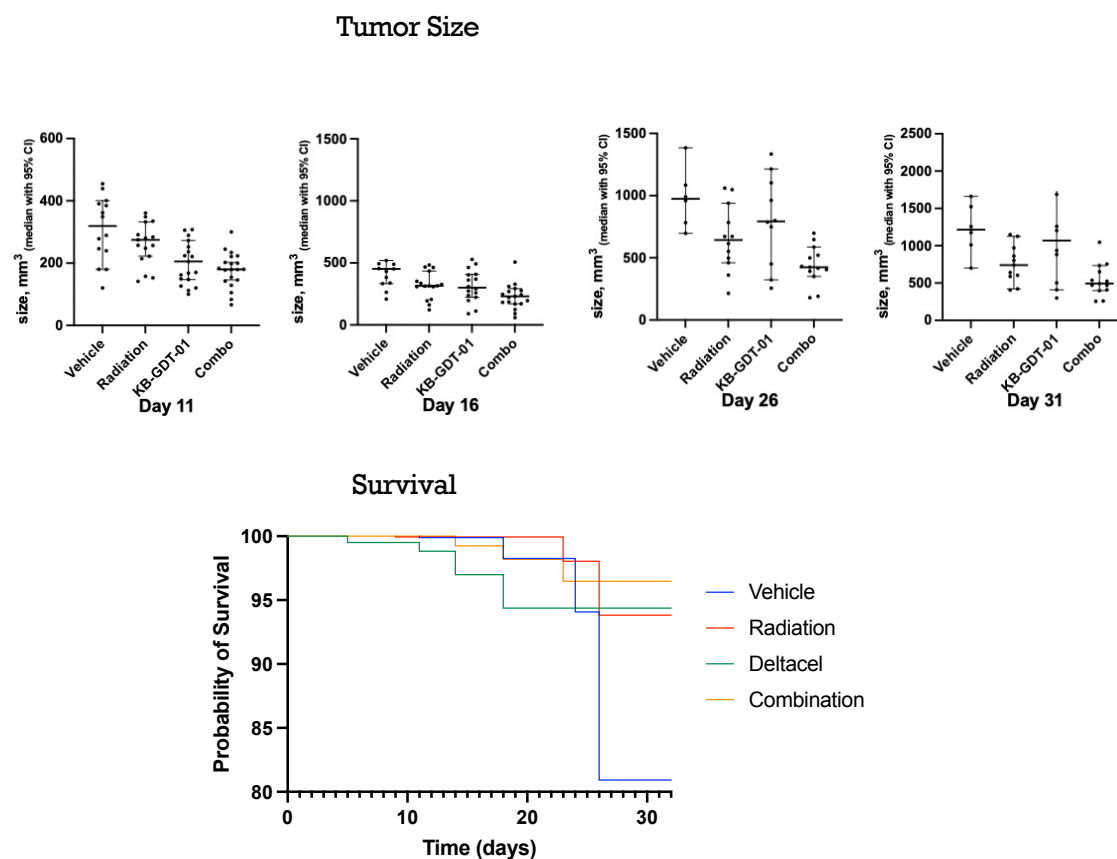 Tumor Size
size, mm³ (median with 95% CI)
600
400
200
0
Vehicle
Radiation
KB-GDT-01
Combo
Day 11
size, mm³ (median with 95% CI)
1500
1000
500
0
Vehicle
Radiation
KB-GDT-01
Combo
Day 16
size, mm³ (median with 95% CI)
1500
1000
500
0
Vehicle
Radiation
KB-GDT-01
Combo
Day 26
size, mm³ (median with 95% CI)
2500
2000
1500
1000
500
0
Vehicle
Radiation
KB-GDT-01
Combo
Day 31
Survival
Probability of Survival
100
95
90
85
80
0
10
20
30
Time (days)
Vehicle
Radiation
Deltacel
Combination